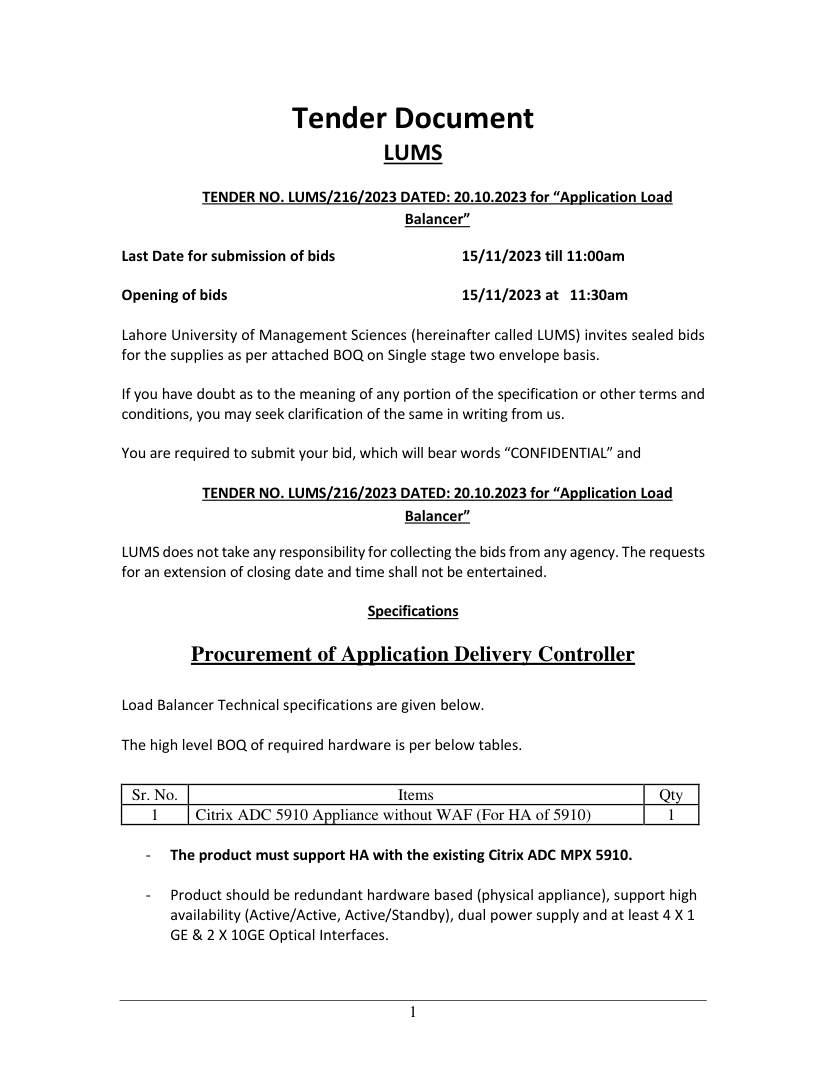 Tender Document
LUMS
TENDER NO. LUMS/216/2023 DATED: 20.10.2023 for “Application Load
Balancer”
Last Date for submission of bids 15/11/2023 till 11:00am
Opening of bids 15/11/2023 at 11:30am
Lahore University of Management Sciences (hereinafter called LUMS) invites sealed bids
for the supplies as per attached BOQ on Single stage two envelope basis.
If you have doubt as to the meaning of any portion of the specification or other terms and
conditions, you may seek clarification of the same in writing from us.
You are required to submit your bid, which will bear words “CONFIDENTIAL” and
TENDER NO. LUMS/216/2023 DATED: 20.10.2023 for “Application Load
Balancer”
LUMS does not take any responsibility for collecting the bids from any agency. The requests
for an extension of closing date and time shall not be entertained.
Specifications
Procurement of Application Delivery Controller
Load Balancer Technical specifications are given below.
The high level BOQ of required hardware is per below tables.
Sr. No. Items Qty
1 Citrix ADC 5910 Appliance without WAF (For HA of 5910) 1
- The product must support HA with the existing Citrix ADC MPX 5910.
- Product should be redundant hardware based (physical appliance), support high
availability (Active/Active, Active/Standby), dual power supply and at least 4 X 1
GE & 2 X 10GE Optical Interfaces.
1